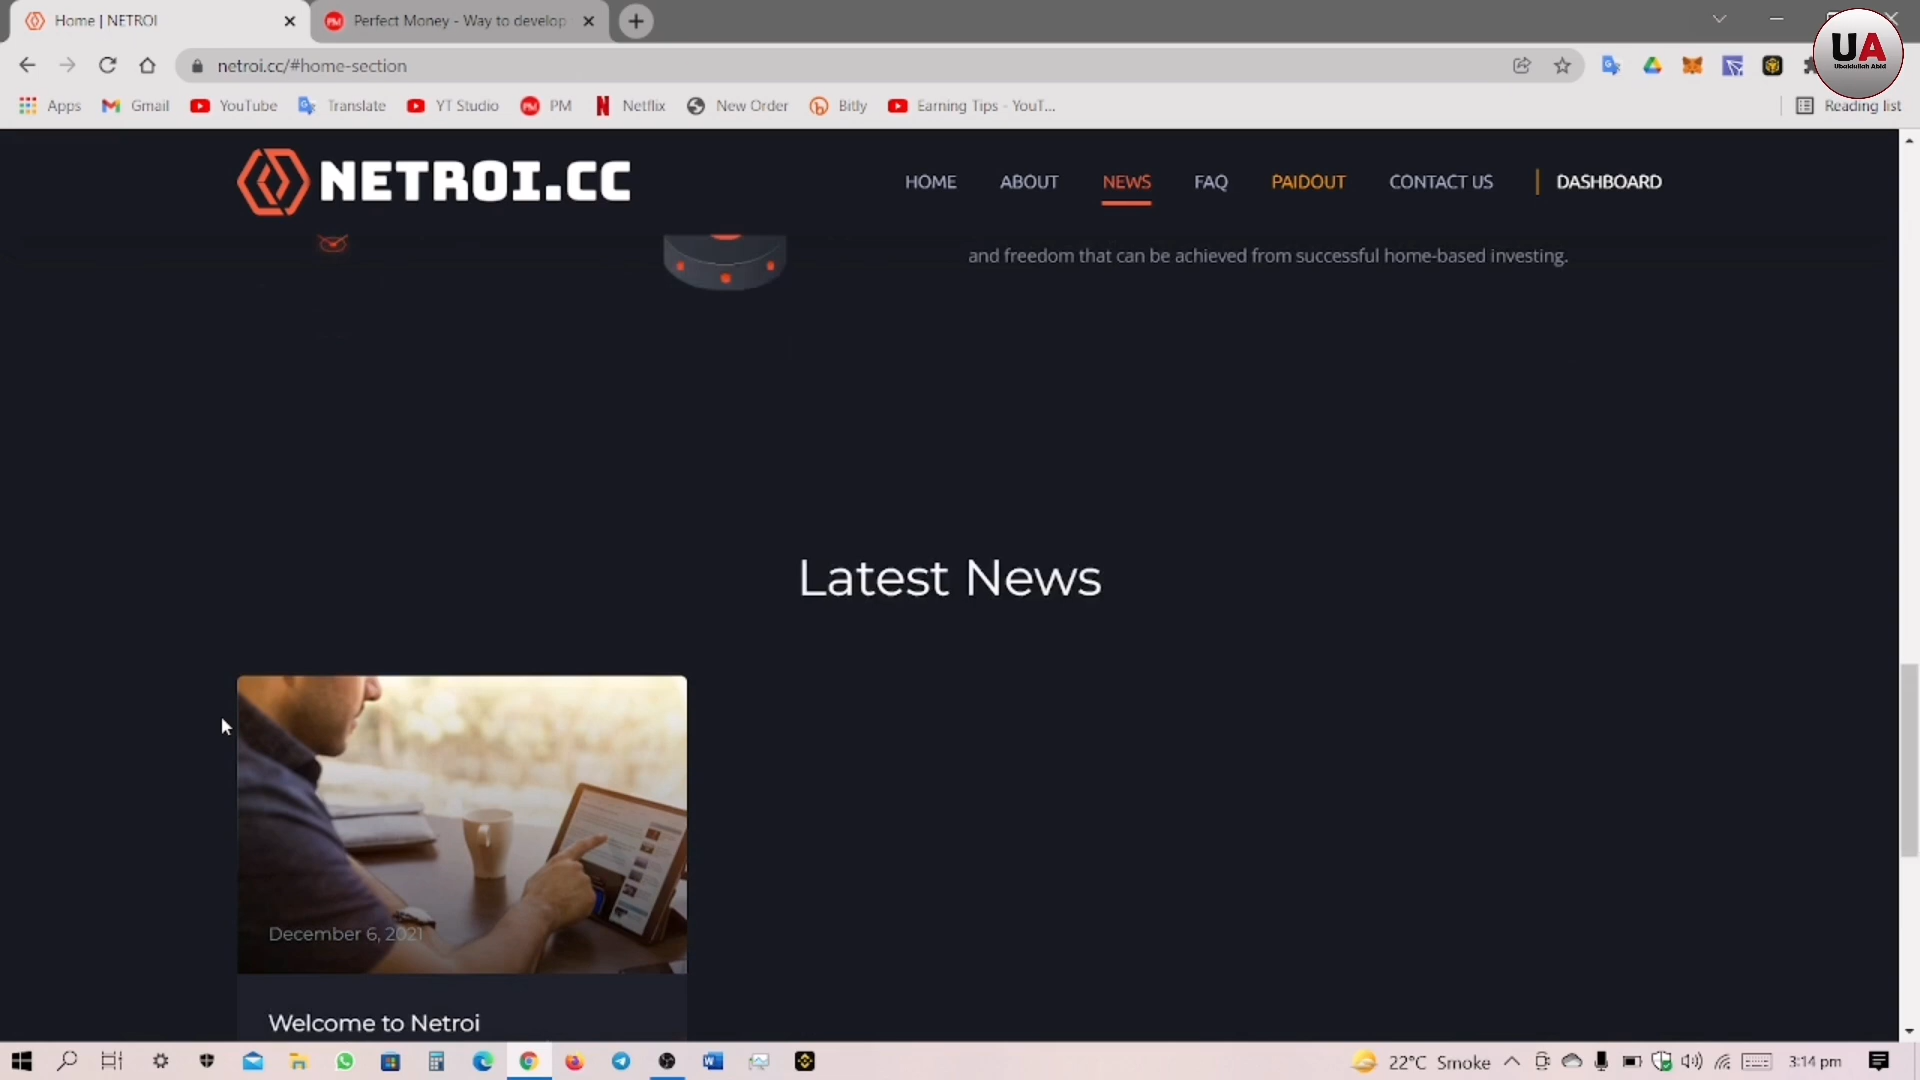 Home | NETROI
Perfect Money - Way to develop
netroi.cc/#home-section
UA
Ubaidullah Abid
Apps
Gmail
YouTube
Translate
YT Studio
PM
Netflix
New Order
Bitly
Earning Tips - YouT...
Reading list
NETROI.CC
HOME
ABOUT
NEWS
FAQ
PAIDOUT
CONTACT US
DASHBOARD
and freedom that can be achieved from successful home-based investing.
Latest News
December 6, 2021
Welcome to Netroi
22°C Smoke
3:14 pm